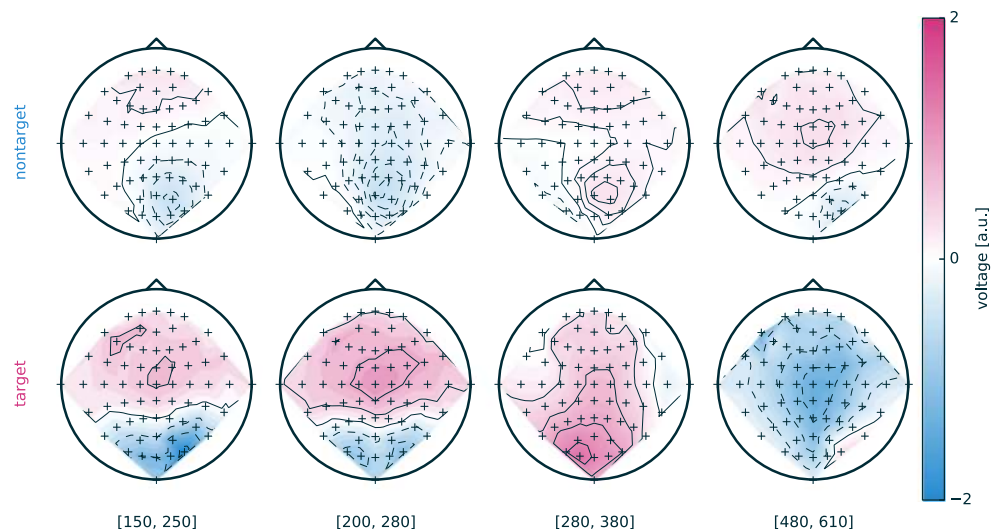 nontarget
target
[150, 250]
[200, 280]
[280, 380]
[480, 610]
2
0
−2
voltage [a.u.]